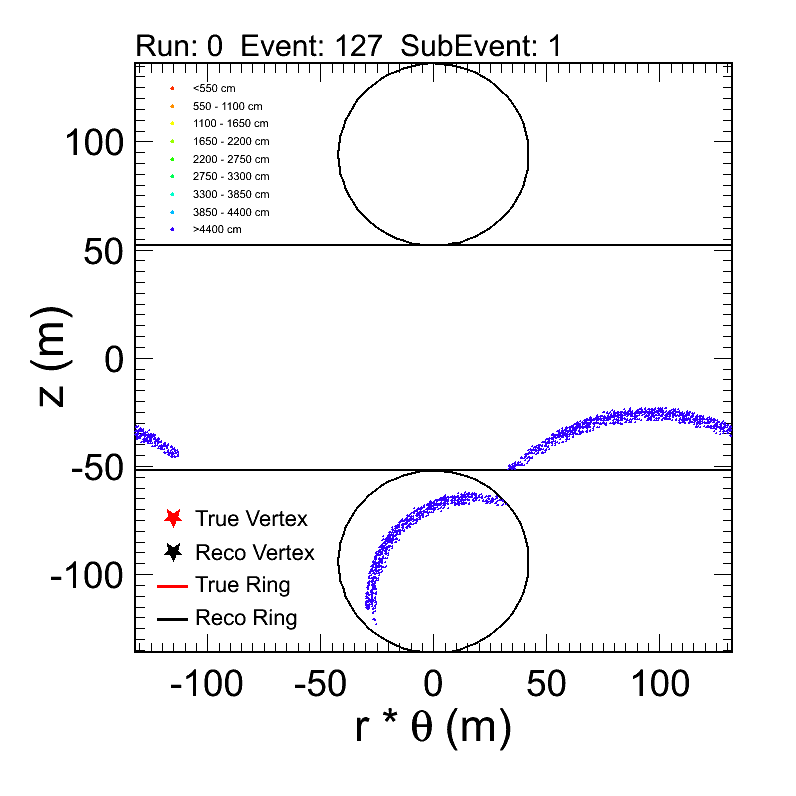 Run: 0  Event: 127  SubEvent: 1
<550 cm
550 - 1100 cm
1100 - 1650 cm
1650 - 2200 cm
2200 - 2750 cm
2750 - 3300 cm
3300 - 3850 cm
3850 - 4400 cm
>4400 cm
100
50
0
-50
-100
z (m)
True Vertex
Reco Vertex
True Ring
Reco Ring
-100
-50
0
50
100
r * θ (m)